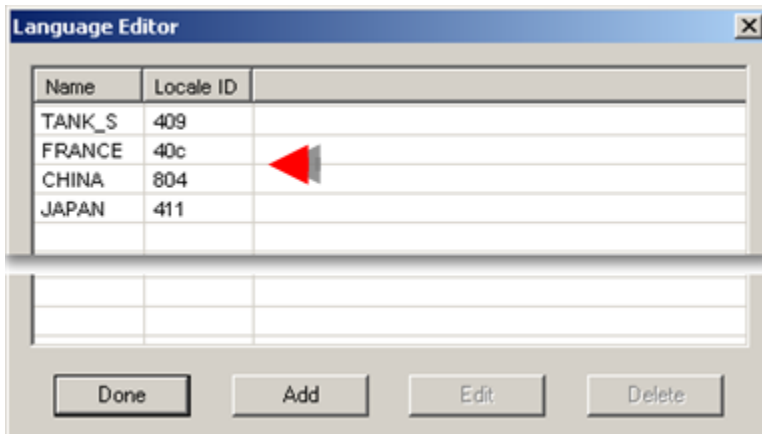 Language Editor
Name Locale ID
TANK_S 409
FRANCE 40c
CHINA 804
JAPAN 411
Done Add Edit Delete